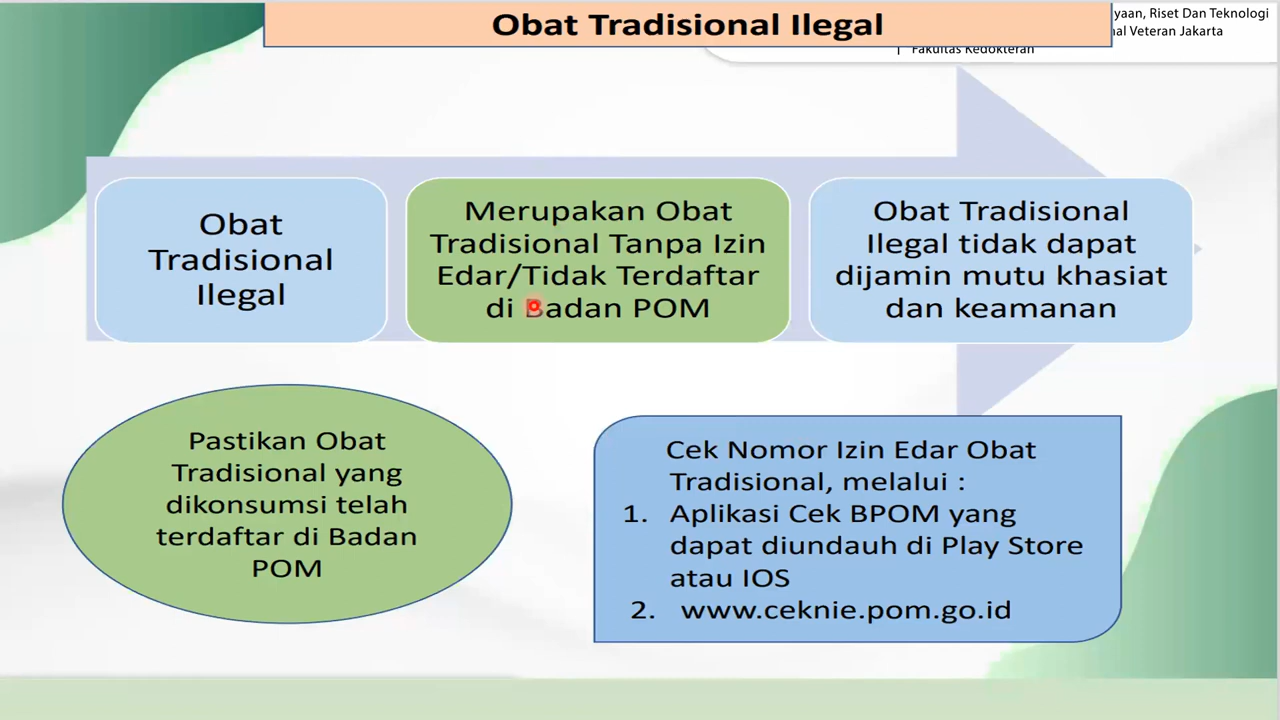 Obat Tradisional Ilegal
yaan, Riset Dan Teknologi
Veteran Jakarta
Fakultas Kedokteran
Obat
Tradisional
Ilegal
Merupakan Obat
Tradisional Tanpa Izin
Edar/Tidak Terdaftar
di Badan POM
Obat Tradisional
Ilegal tidak dapat
dijamin mutu khasiat
dan keamanan
Pastikan Obat
Tradisional yang
dikonsumsi telah
terdaftar di Badan
POM
Cek Nomor Izin Edar Obat
Tradisional, melalui :
1. Aplikasi Cek BPOM yang
dapat diundauh di Play Store
atau IOS
2. www.ceknie.pom.go.id